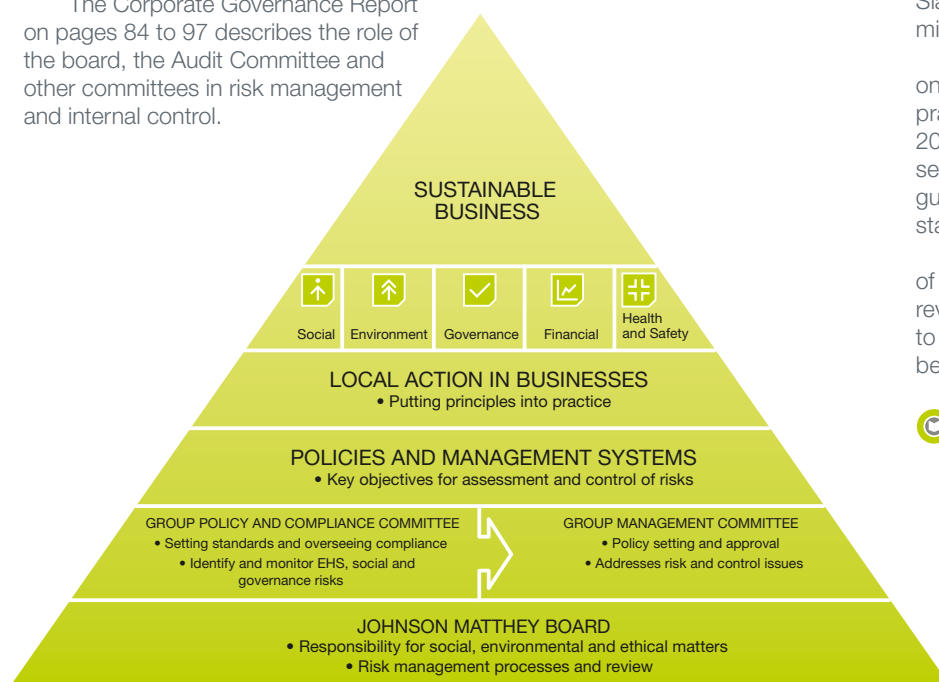 The Corporate Governance Report
on pages 84 to 97 describes the role of
the board, the Audit Committee and
other committees in risk management
and internal control.
SUSTAINABLE
BUSINESS
Social
Environment
Governance
Financial
Health
and Safety
LOCAL ACTION IN BUSINESSES
• Putting principles into practice
POLICIES AND MANAGEMENT SYSTEMS
• Key objectives for assessment and control of risks
GROUP POLICY AND COMPLIANCE COMMITTEE
• Setting standards and overseeing compliance
• Identify and monitor EHS, social and
governance risks
GROUP MANAGEMENT COMMITTEE
• Policy setting and approval
• Addresses risk and control issues
JOHNSON MATTHEY BOARD
• Responsibility for social, environmental and ethical matters
• Risk management processes and review
on
of
to